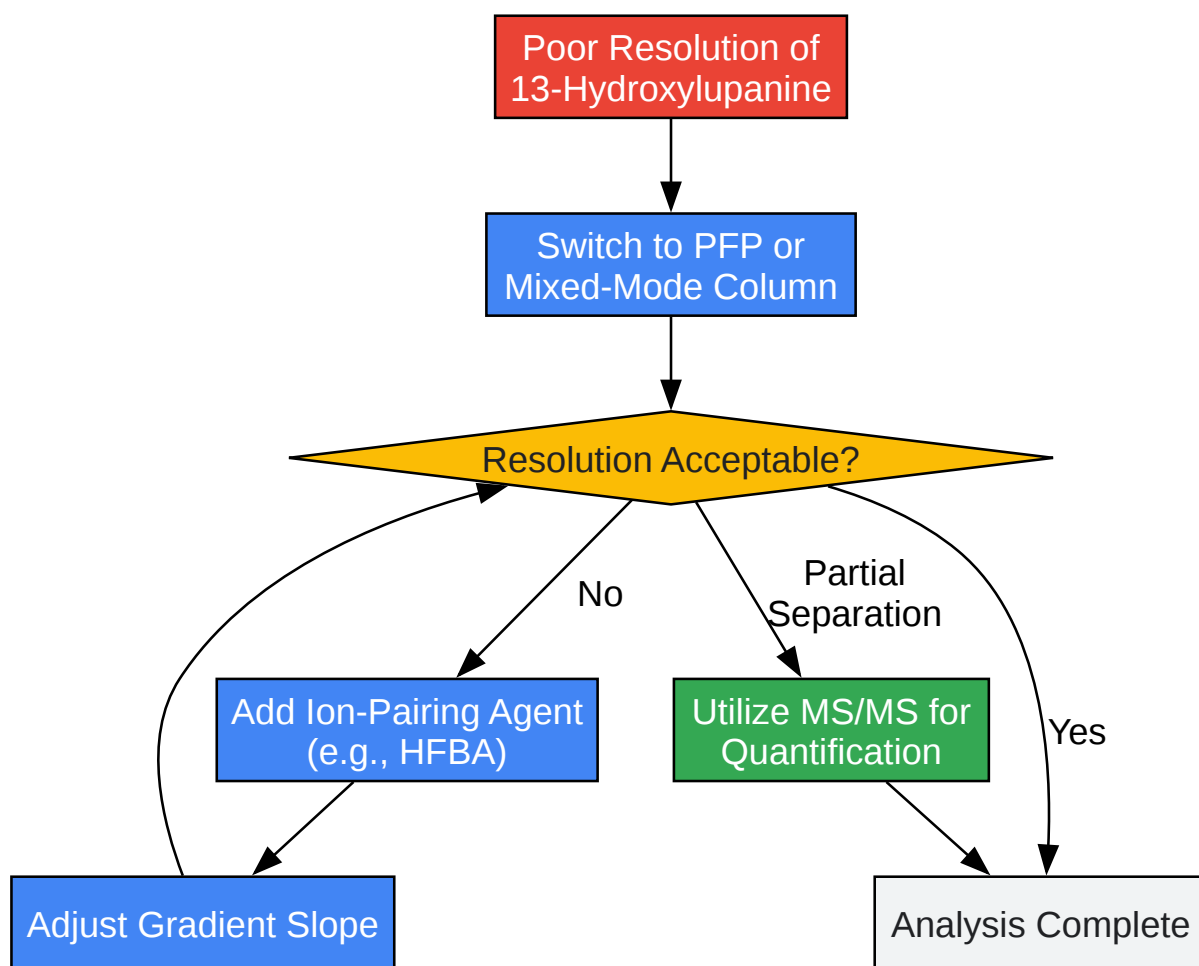 Poor Resolution of
13-Hydroxylupanine
Switch to PFP or
Mixed-Mode Column
Resolution Acceptable?
No
Partial
Separation
Add Ion-Pairing Agent
(e.g., HFBA)
Utilize MS/MS for
Quantification
Yes
Adjust Gradient Slope
Analysis Complete